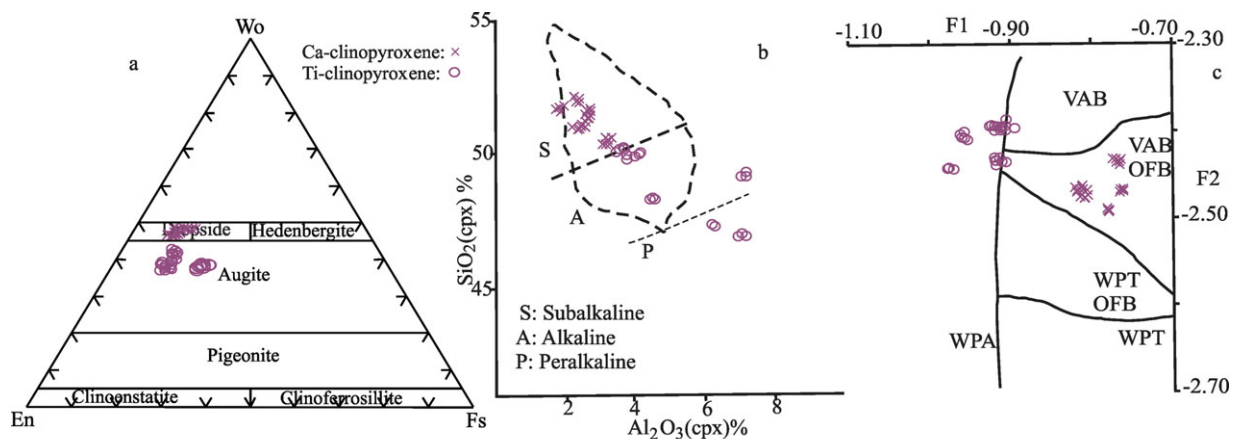 Wo
a
Ca-clinopyroxene: ×
Ti-clinopyroxene: o
Diopside
Hedenbergite
Augite
Pigeonite
Clinoenstatite
Clinoferrosillite
En
Fs
55
50
45
SiO₂(cpx) %
b
S
A
P
S: Subalkaline
A: Alkaline
P: Peralkaline
2
4
6
8
Al₂O₃(cpx)%
-1.10
F1
-0.90
-0.70
-2.30
c
VAB
VAB
OFB
F2
-2.50
WPT
OFB
WPA
WPT
-2.70